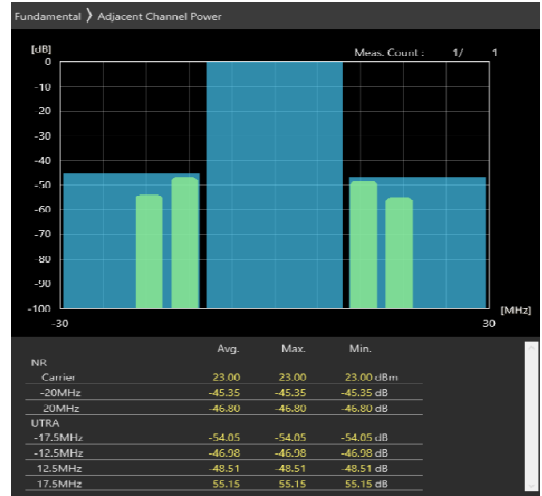 Fundamental ❭ Adjacent Channel Power
[dB] Meas. Count : 1/ 1
0
-10
-20
-30
-40
-50
-60
-70
-80
-90
-100
[MHz]
-30 30
Avg. Max. Min.
NR
Carrier 23.00 23.00 23.00 dBm
-20MHz -45.35 -45.35 -45.35 dB
20MHz -46.80 -46.80 -46.80 dB
UTRA
-17.5MHz -54.05 -54.05 -54.05 dB
-12.5MHz -46.98 -46.98 -46.98 dB
12.5MHz -48.51 -48.51 -48.51 dB
17.5MHz 55.15 55.15 55.15 dB